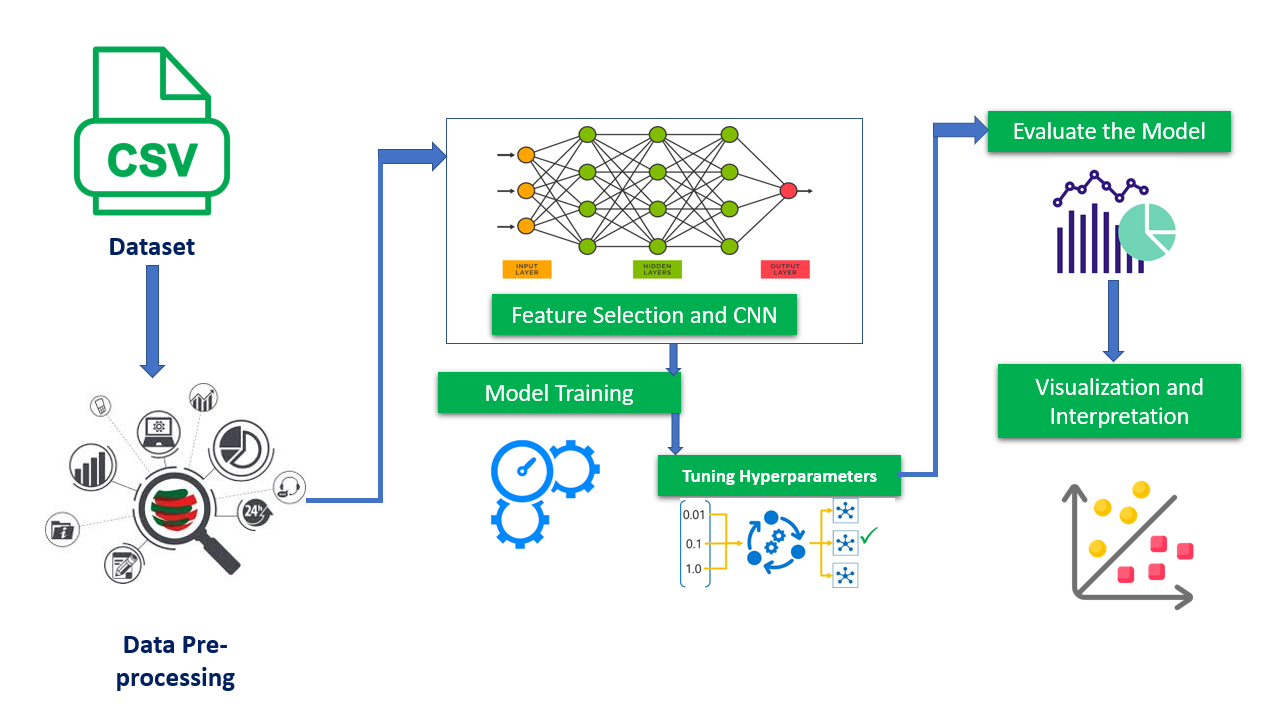 CSV
Dataset
24h
Data Pre-
processing
INPUT
LAYER
HIDDEN
LAYERS
OUTPUT
LAYER
Feature Selection and CNN
Model Training
Tuning Hyperparameters
0.01
0.1
1.0
Evaluate the Model
Visualization and
Interpretation